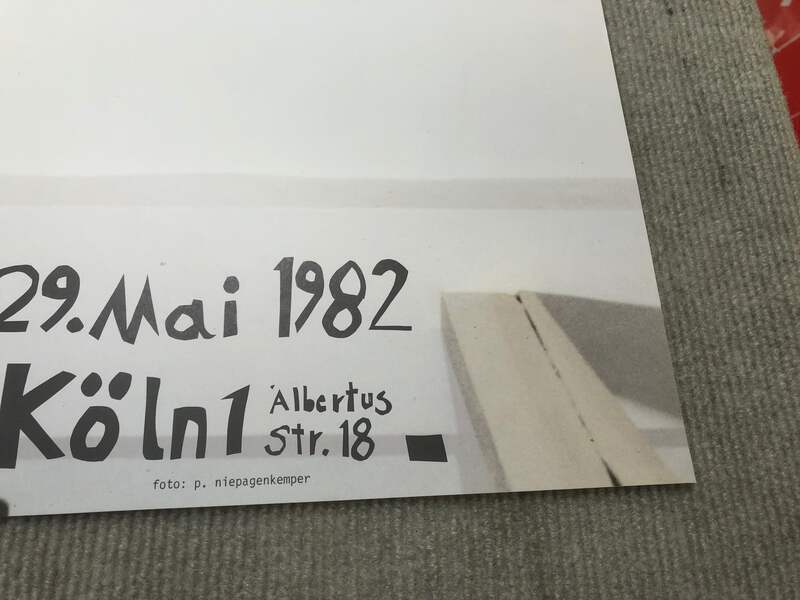 29. Mai 1982
Köln 1 Albertus
Str. 18
foto: p. niepagenkemper